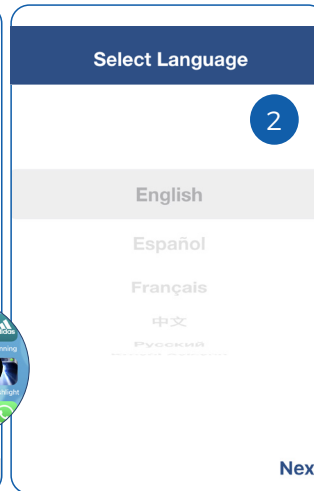 Select Language
2
English
Español
Français
中文
Русский
Nex